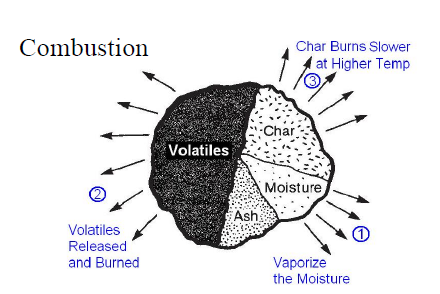 Combustion
Char Burns Slower
at Higher Temp
③
Char
Volatiles
Moisture
Ash
②
Volatiles
Released
and Burned
①
Vaporize
the Moisture